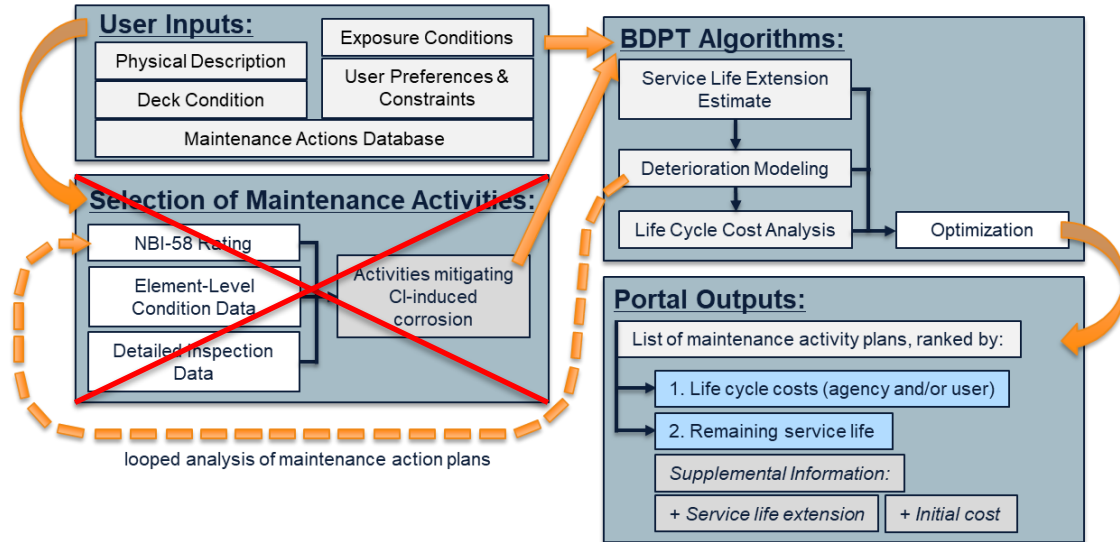 User Inputs:
Physical Description
Deck Condition
Exposure Conditions
User Preferences &
Constraints
Maintenance Actions Database
Selection of Maintenance Activities:
NBI-58 Rating
Element-Level
Condition Data
Detailed Inspection
Data
Activities mitigating
Cl-induced
corrosion
looped analysis of maintenance action plans
BDPT Algorithms:
Service Life Extension
Estimate
Deterioration Modeling
Life Cycle Cost Analysis
Optimization
Portal Outputs:
List of maintenance activity plans, ranked by:
1. Life cycle costs (agency and/or user)
2. Remaining service life
Supplemental Information:
+ Service life extension
+ Initial cost